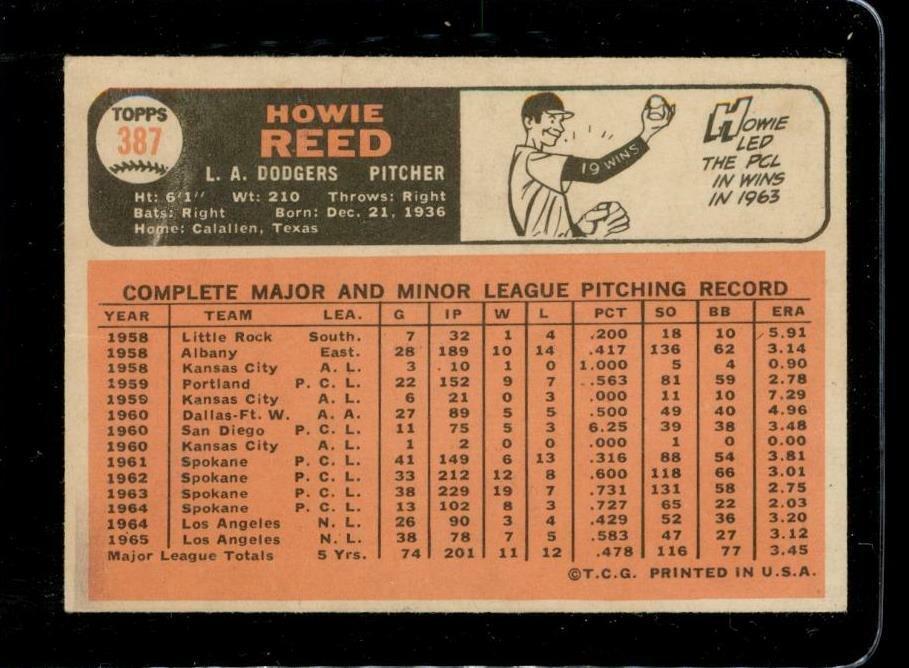 TOPPS
387
HOWIE
REED
L. A. DODGERS PITCHER
Ht: 6'1'' Wt: 210 Throws: Right
Bats: Right Born: Dec. 21, 1936
Home: Calallen, Texas
19 WINS
HOWIE
LED
THE PCL
IN WINS
IN 1963
COMPLETE MAJOR AND MINOR LEAGUE PITCHING RECORD
YEAR TEAM LEA. G IP W L PCT SO BB ERA
1958 Little Rock South. 7 32 1 4 .200 18 10 5.91
1958 Albany East. 28 189 10 14 .417 136 62 3.14
1958 Kansas City A. L. 3 10 1 0 1.000 5 4 0.90
1959 Portland P. C. L. 22 152 9 7 .563 81 59 2.78
1959 Kansas City A. L. 6 21 0 3 .000 11 10 7.29
1960 Dallas-Ft. W. A. A. 27 89 5 5 .500 49 40 4.96
1960 San Diego P. C. L. 11 75 5 3 6.25 39 38 3.48
1960 Kansas City A. L. 1 2 0 0 .000 1 0 0.00
1961 Spokane P. C. L. 41 149 6 13 .316 88 54 3.81
1962 Spokane P. C. L. 33 212 12 8 .600 118 66 3.01
1963 Spokane P. C. L. 38 229 19 7 .731 131 58 2.75
1964 Spokane P. C. L. 13 102 8 3 .727 65 22 2.03
1964 Los Angeles N. L. 26 90 3 4 .429 52 36 3.20
1965 Los Angeles N. L. 38 78 7 5 .583 47 27 3.12
Major League Totals 5 Yrs. 74 201 11 12 .478 116 77 3.45
©T.C.G. PRINTED IN U.S.A.